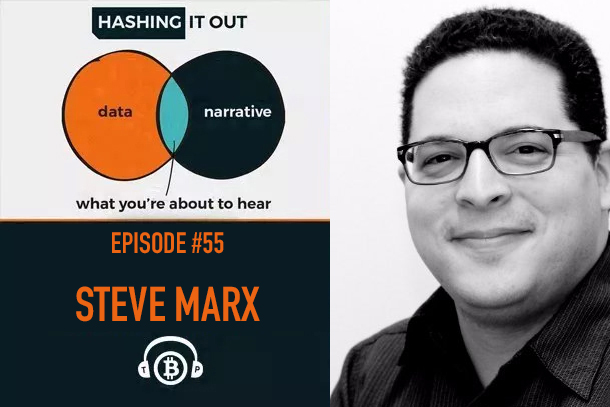 HASHING IT OUT
data
narrative
what you're about to hear
EPISODE #55
STEVE MARX
T
₿
P